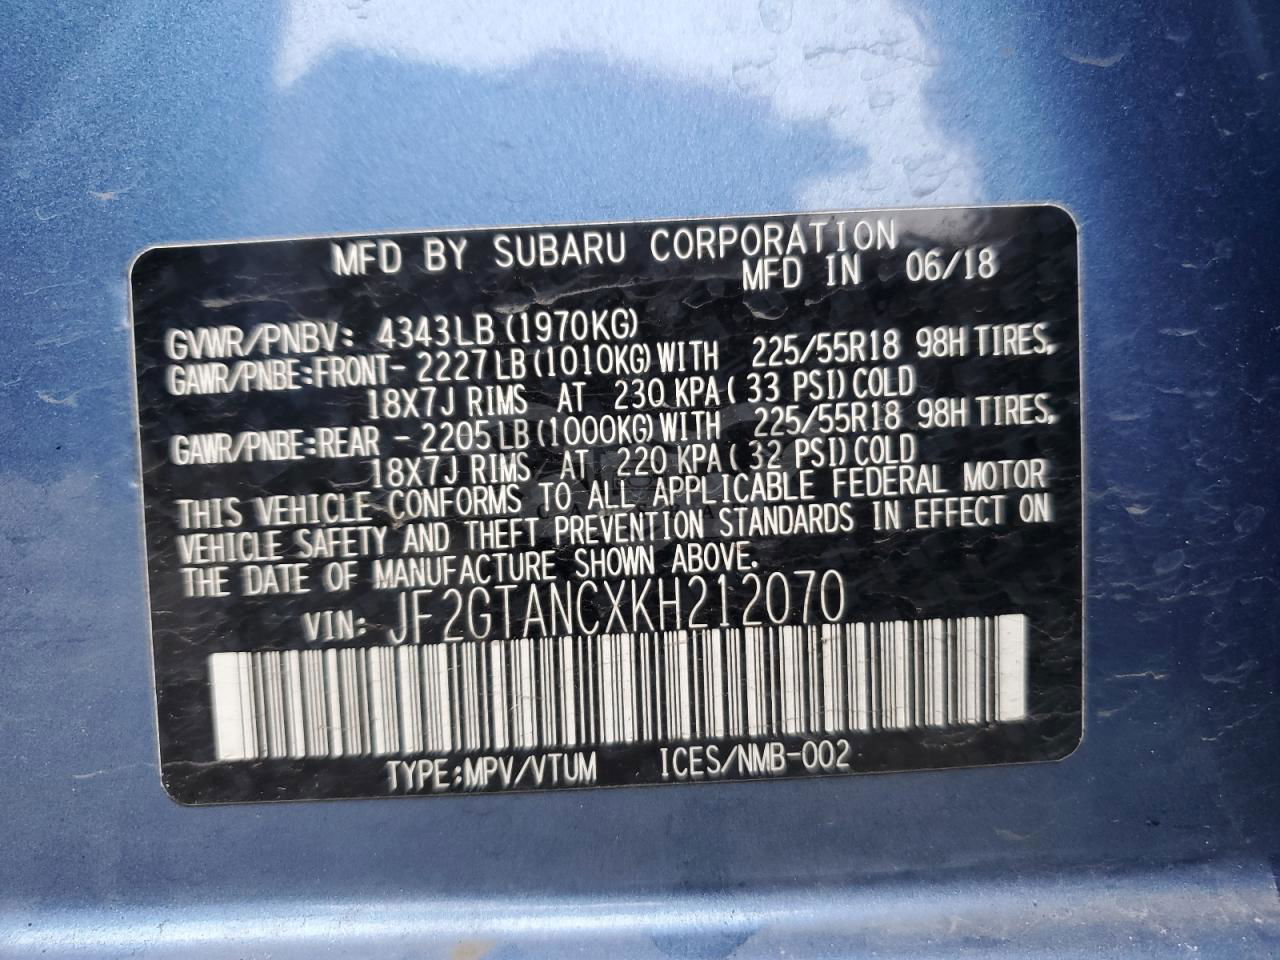 MFD BY SUBARU CORPORATION
MFD IN 06/18
GVWR/PNBV: 4343LB (1970KG)
GAWR/PNBE:FRONT- 2227LB (1010KG) WITH 225/55R18 98H TIRES,
18X7J RIMS AT 230 KPA ( 33 PSI) COLD
GAWR/PNBE:REAR - 2205LB (1000KG) WITH 225/55R18 98H TIRES,
18X7J RIMS AT 220 KPA ( 32 PSI) COLD
THIS VEHICLE CONFORMS TO ALL APPLICABLE FEDERAL MOTOR
VEHICLE SAFETY AND THEFT PREVENTION STANDARDS IN EFFECT ON
THE DATE OF MANUFACTURE SHOWN ABOVE.
VIN: JF2GTANCXKH212070
TYPE:MPV/VTUM ICES/NMB-002